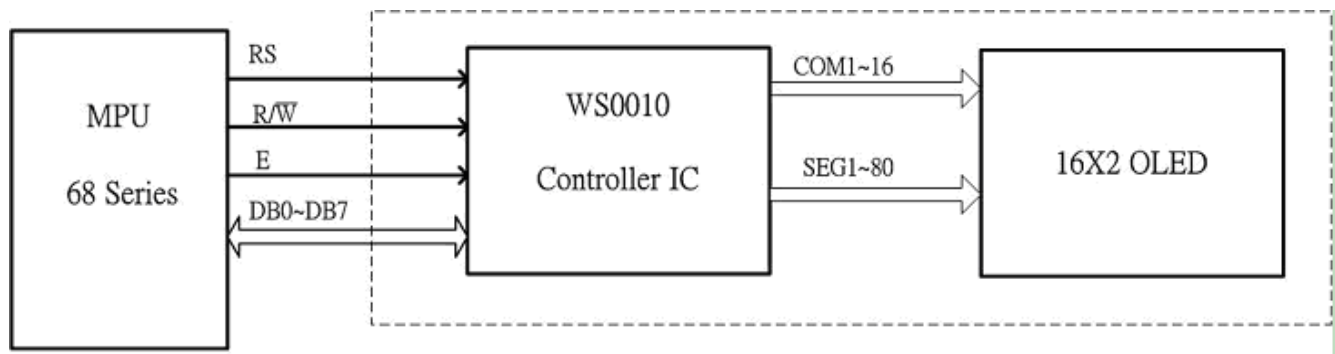 MPU
68 Series
RS
R/W̅
E
DB0~DB7
WS0010
Controller IC
COM1~16
SEG1~80
16X2 OLED